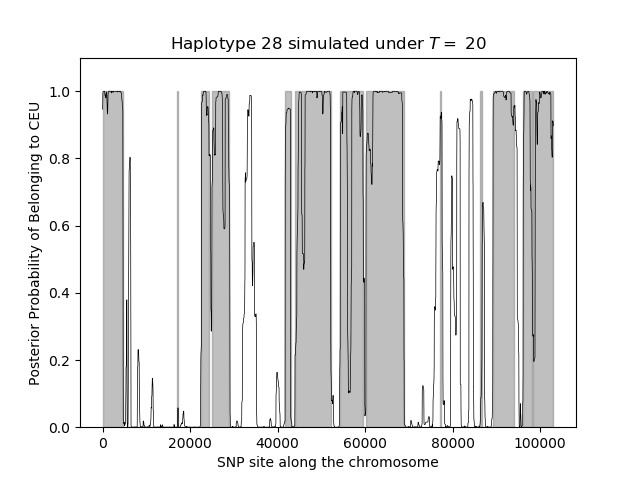 Haplotype 28 simulated under T = 20
Posterior Probability of Belonging to CEU
1.0
0.8
0.6
0.4
0.2
0.0
0 20000 40000 60000 80000 100000
SNP site along the chromosome